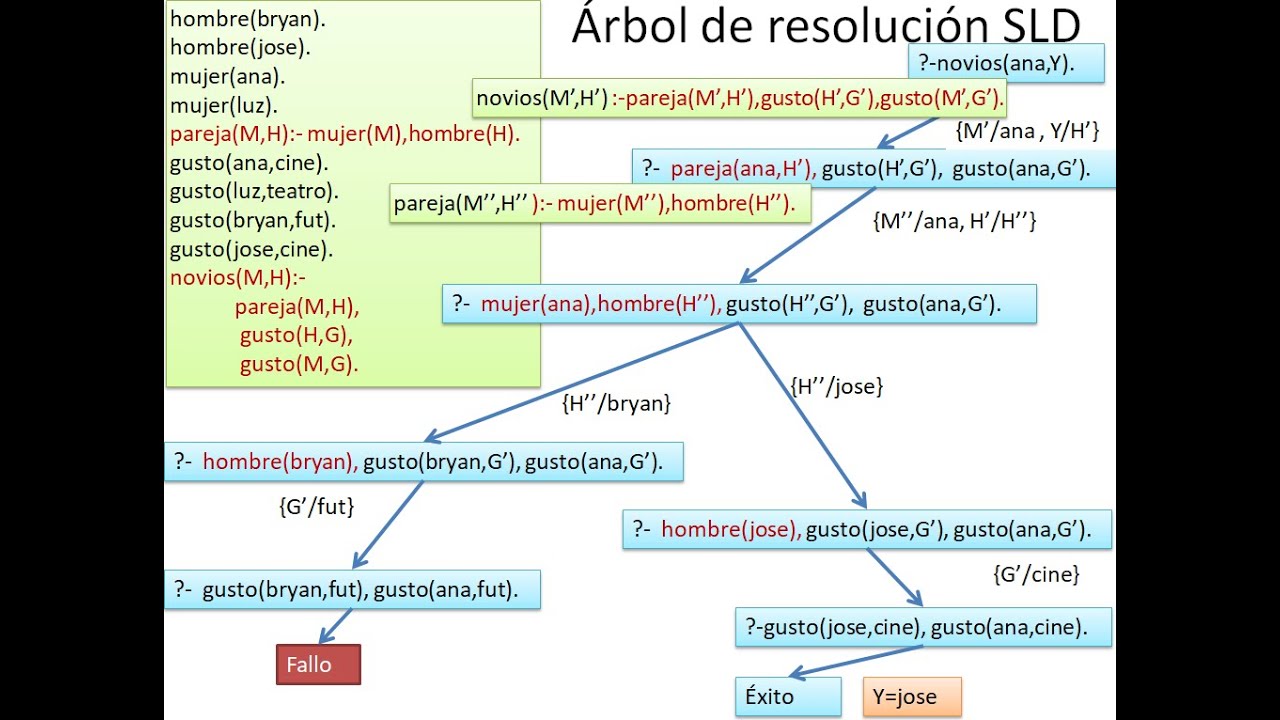 Árbol de resolución SLD
hombre(bryan).
hombre(jose).
mujer(ana).
mujer(luz).
pareja(M,H):- mujer(M),hombre(H).
gusto(ana,cine).
gusto(luz,teatro).
gusto(bryan,fut).
gusto(jose,cine).
novios(M,H):-
pareja(M,H),
gusto(H,G),
gusto(M,G).
?-novios(ana,Y).
novios(M’,H’) :-pareja(M’,H’),gusto(H’,G’),gusto(M’,G’).
{M’/ana , Y/H’}
?- pareja(ana,H’), gusto(H’,G’), gusto(ana,G’).
pareja(M’’,H’’ ):- mujer(M’’),hombre(H’’).
{M’’/ana, H’/H’’}
?- mujer(ana),hombre(H’’), gusto(H’’,G’), gusto(ana,G’).
{H’’/bryan}
{H’’/jose}
?- hombre(bryan), gusto(bryan,G’), gusto(ana,G’).
{G’/fut}
?- hombre(jose), gusto(jose,G’), gusto(ana,G’).
{G’/cine}
?- gusto(bryan,fut), gusto(ana,fut).
?-gusto(jose,cine), gusto(ana,cine).
Fallo
Éxito
Y=jose